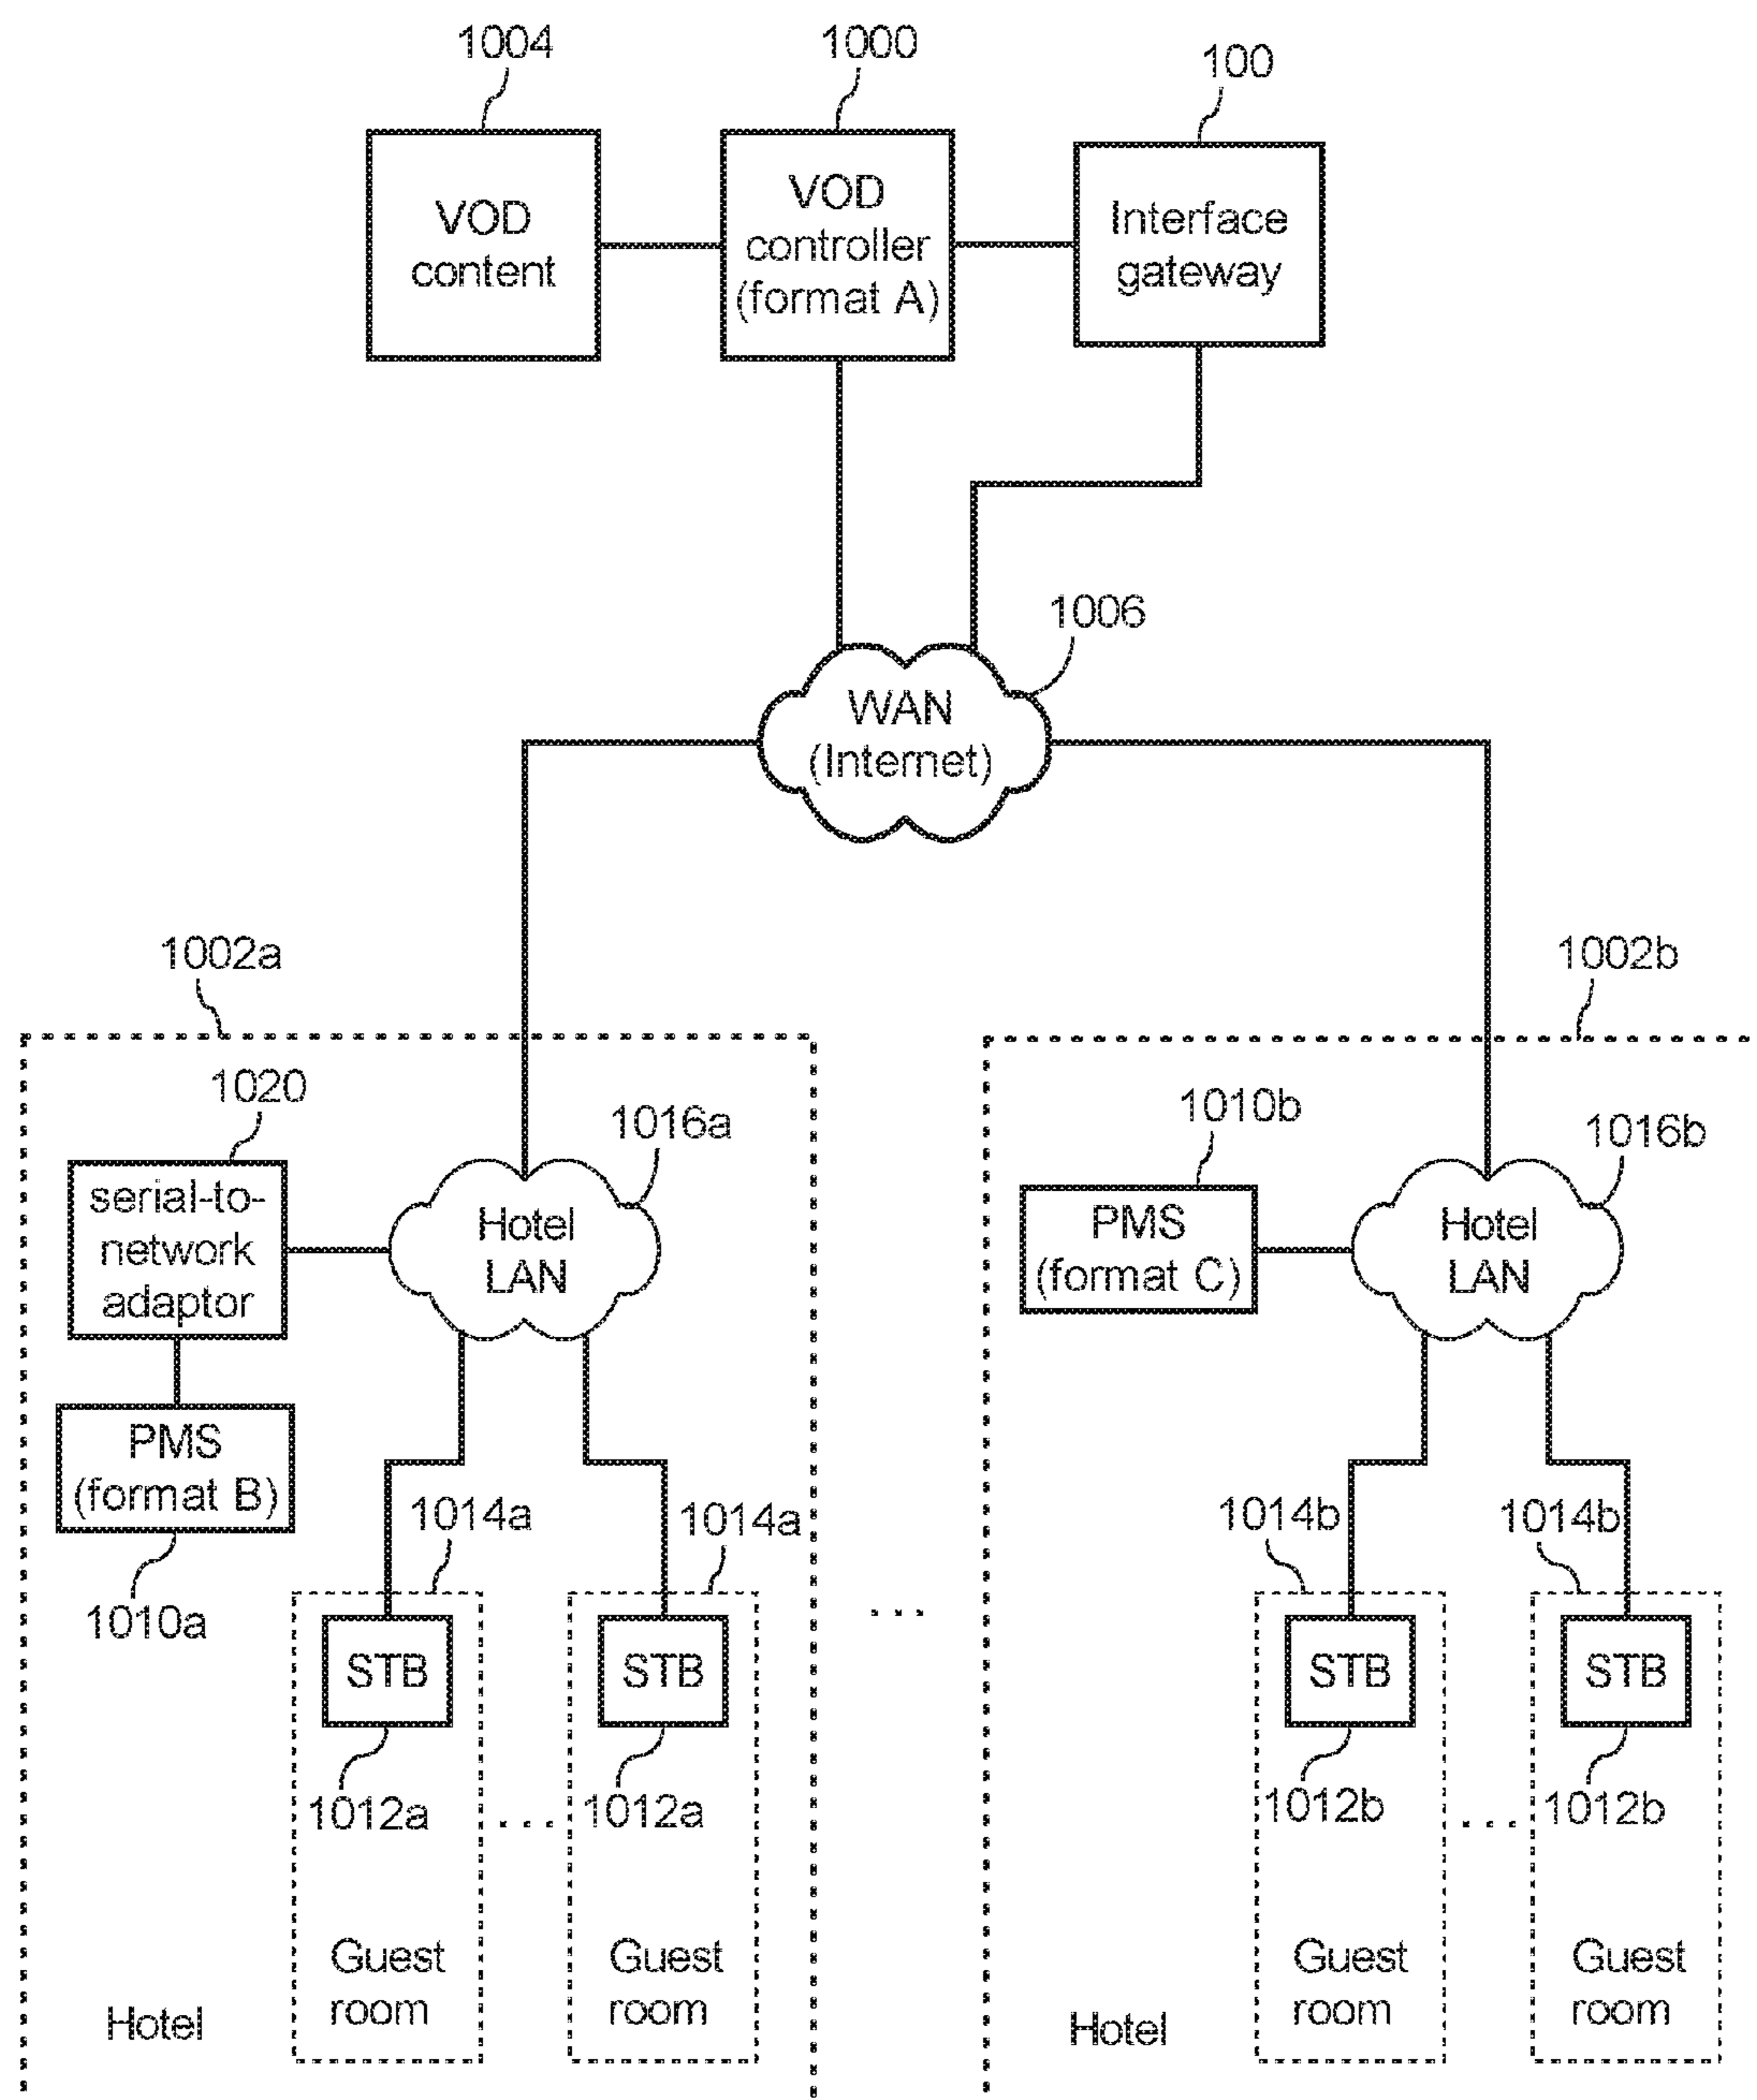 1004
1000
100
VOD
content
VOD
controller
(format A)
Interface
gateway
1006
WAN
(Internet)
1002a
1002b
1020
1016a
1010b
1016b
serial-to-
network
adaptor
Hotel
LAN
PMS
(format C)
Hotel
LAN
PMS
(format B)
1010a
1014a
1014a
1014b
1014b
...
STB
STB
STB
STB
1012a
...
1012a
1012b
...
1012b
Guest
room
Guest
room
Guest
room
Guest
room
Hotel
Hotel